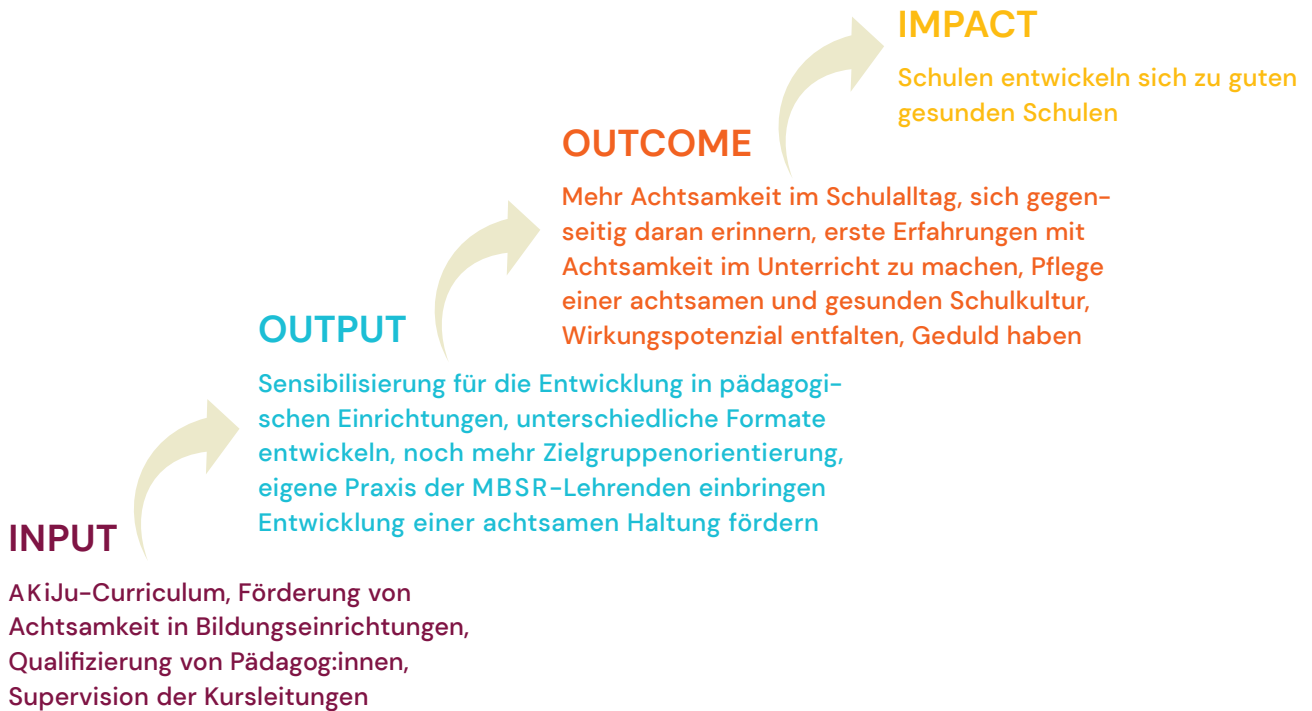 IMPACT
Schulen entwickeln sich zu guten
gesunden Schulen
OUTCOME
Mehr Achtsamkeit im Schulalltag, sich gegen-
seitig daran erinnern, erste Erfahrungen mit
Achtsamkeit im Unterricht zu machen, Pflege
einer achtsamen und gesunden Schulkultur,
Wirkungspotenzial entfalten, Geduld haben
OUTPUT
Sensibilisierung für die Entwicklung in pädagogi-
schen Einrichtungen, unterschiedliche Formate
entwickeln, noch mehr Zielgruppenorientierung,
eigene Praxis der MBSR-Lehrenden einbringen
Entwicklung einer achtsamen Haltung fördern
INPUT
AKiJu-Curriculum, Förderung von
Achtsamkeit in Bildungseinrichtungen,
Qualifizierung von Pädagog:innen,
Supervision der Kursleitungen